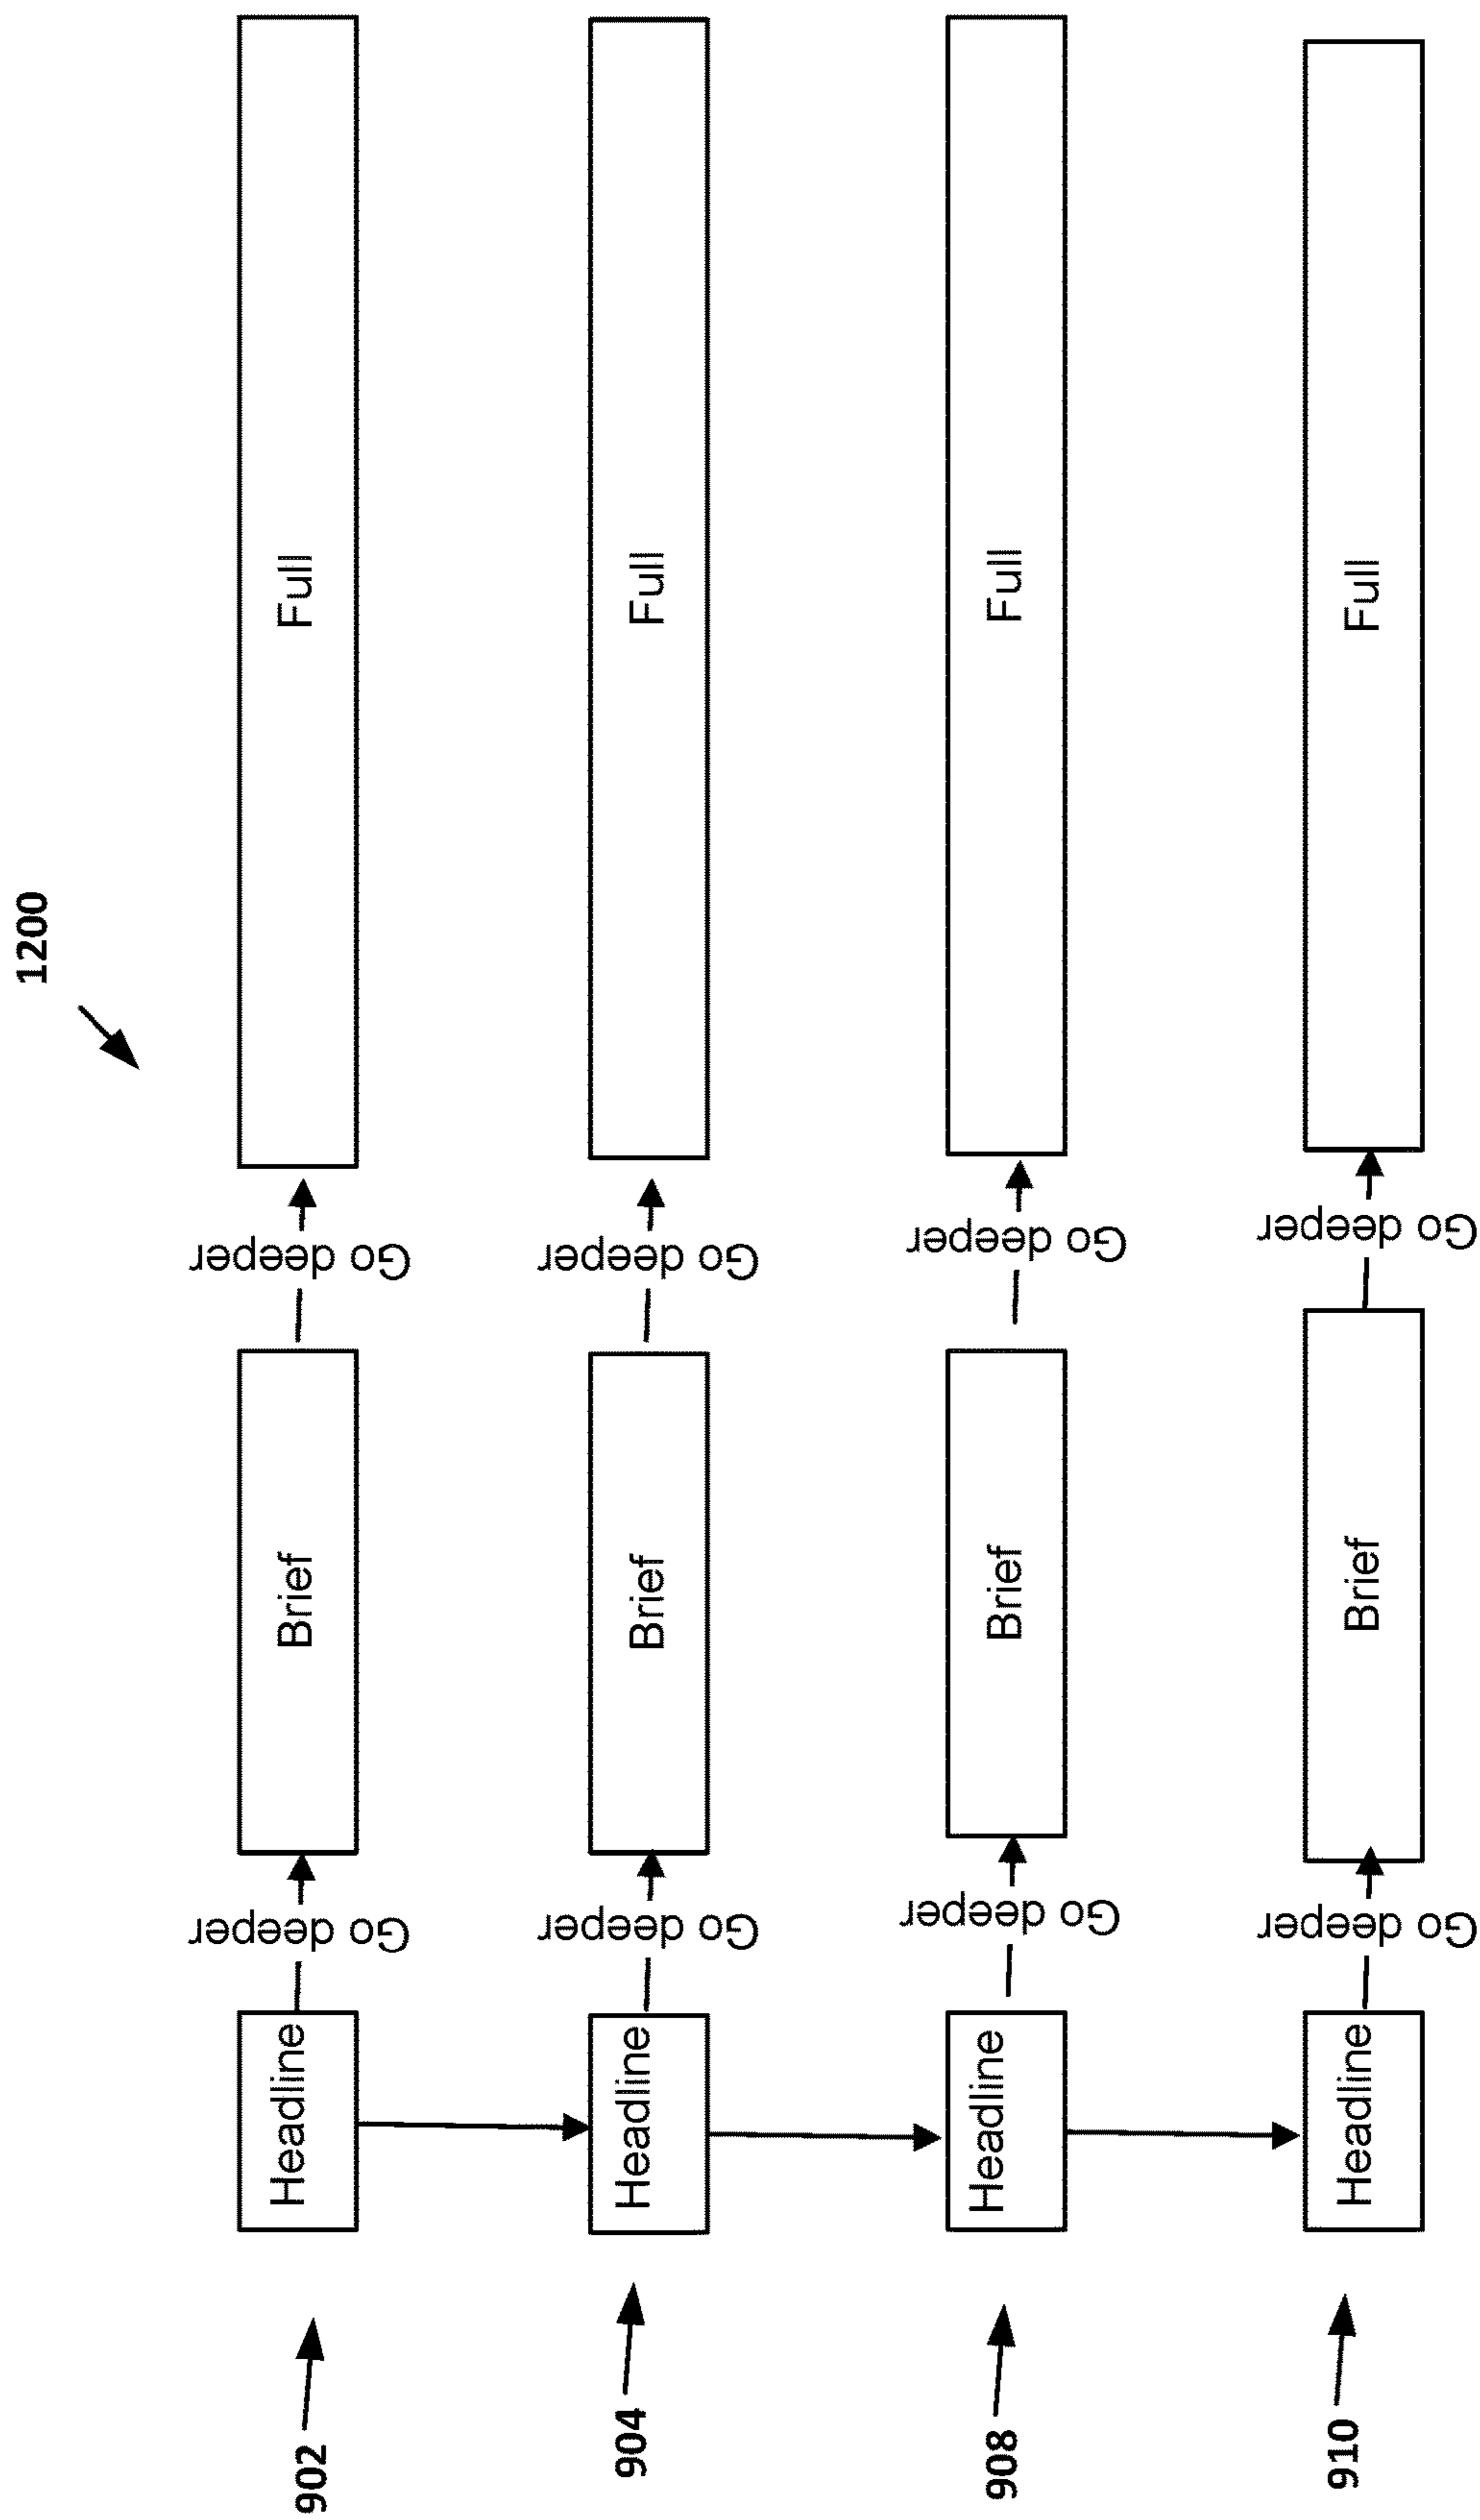 1200
902
Headline
Go deeper
Brief
Go deeper
Full
904
Headline
Go deeper
Brief
Go deeper
Full
908
Headline
Go deeper
Brief
Go deeper
Full
910
Headline
Go deeper
Brief
Go deeper
Full